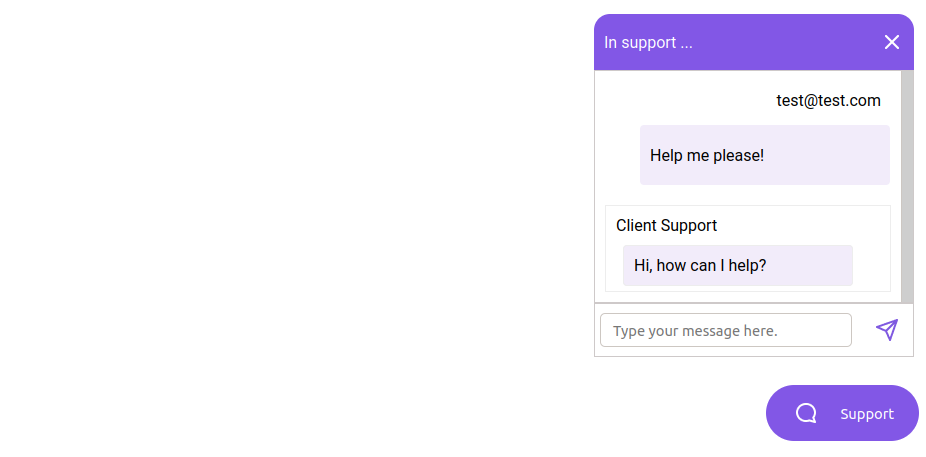 In support ...
test@test.com
Help me please!
Client Support
Hi, how can I help?
Type your message here.
Support